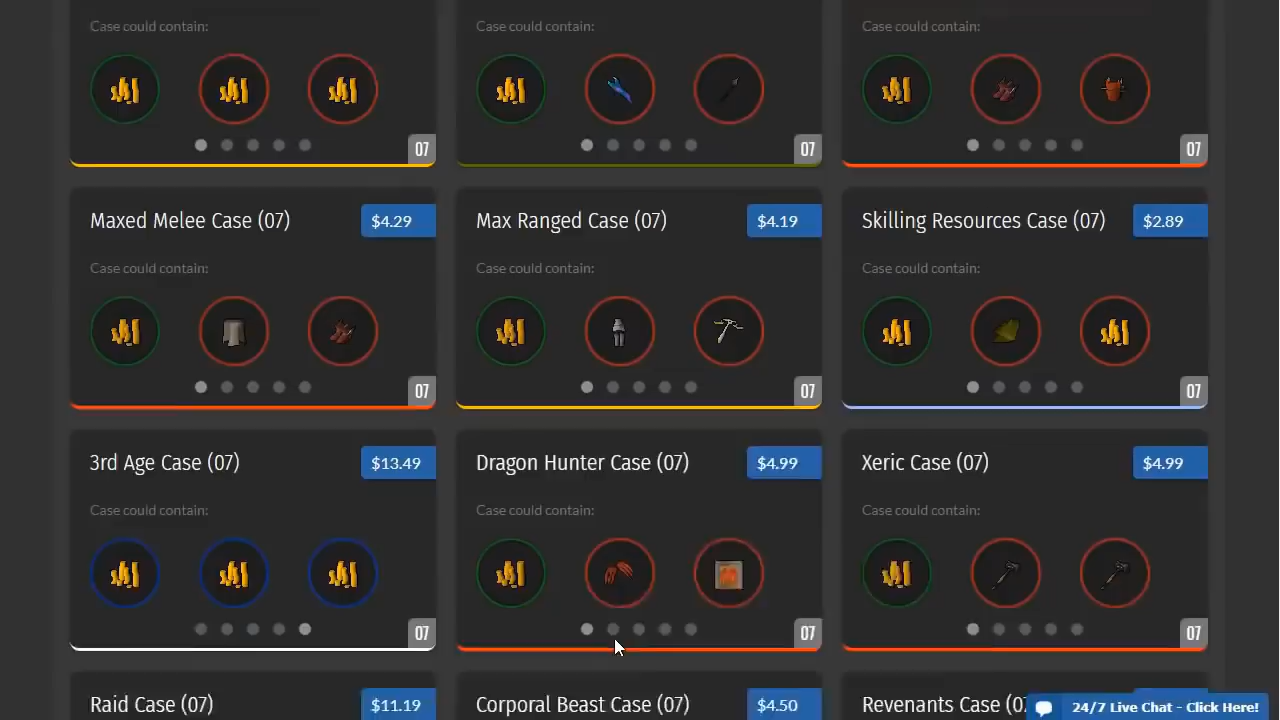 Case could contain: Case could contain: Case could contain:
07 07 07
Maxed Melee Case (07) $4.29 Max Ranged Case (07) $4.19 Skilling Resources Case (07) $2.89
Case could contain: Case could contain: Case could contain:
07 07 07
3rd Age Case (07) $13.49 Dragon Hunter Case (07) $4.99 Xeric Case (07) $4.99
Case could contain: Case could contain: Case could contain:
07 07 07
Raid Case (07) $11.19 Corporal Beast Case (07) $4.50 Revenants Case
24/7 Live Chat - Click Here!